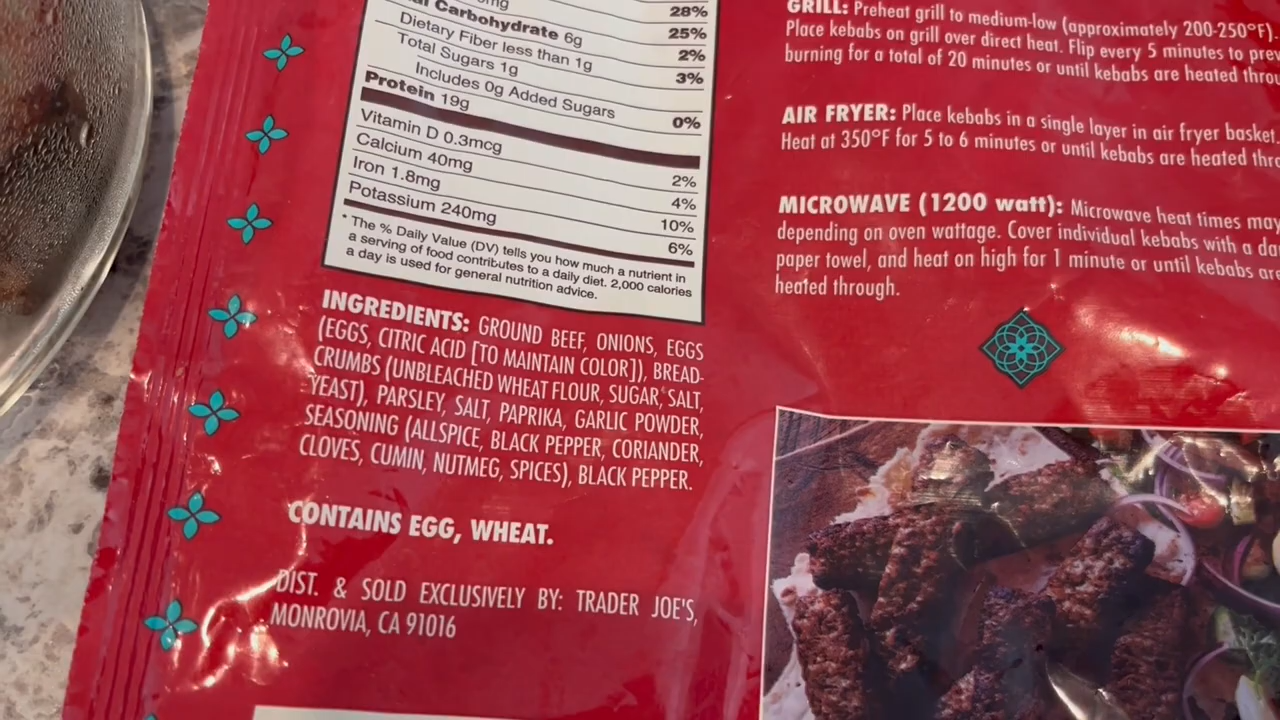 mg
28%
al Carbohydrate 6g
25%
Dietary Fiber less than 1g
2%
Total Sugars 1g
3%
Includes 0g Added Sugars
0%
Protein 19g
Vitamin D 0.3mcg
2%
Calcium 40mg
4%
Iron 1.8mg
10%
Potassium 240mg
6%
* The % Daily Value (DV) tells you how much a nutrient in
a serving of food contributes to a daily diet. 2,000 calories
a day is used for general nutrition advice.
INGREDIENTS: GROUND BEEF, ONIONS, EGGS
(EGGS, CITRIC ACID [TO MAINTAIN COLOR]), BREAD-
CRUMBS (UNBLEACHED WHEAT FLOUR, SUGAR, SALT,
YEAST), PARSLEY, SALT, PAPRIKA, GARLIC POWDER,
SEASONING (ALLSPICE, BLACK PEPPER, CORIANDER,
CLOVES, CUMIN, NUTMEG, SPICES), BLACK PEPPER.
CONTAINS EGG, WHEAT.
DIST. & SOLD EXCLUSIVELY BY: TRADER JOE'S,
MONROVIA, CA 91016
GRILL: Preheat grill to medium-low (approximately 200-250°F).
Place kebabs on grill over direct heat. Flip every 5 minutes to prev
burning for a total of 20 minutes or until kebabs are heated throu
AIR FRYER: Place kebabs in a single layer in air fryer basket.
Heat at 350°F for 5 to 6 minutes or until kebabs are heated thro
MICROWAVE (1200 watt): Microwave heat times may
depending on oven wattage. Cover individual kebabs with a da
paper towel, and heat on high for 1 minute or until kebabs are
heated through.